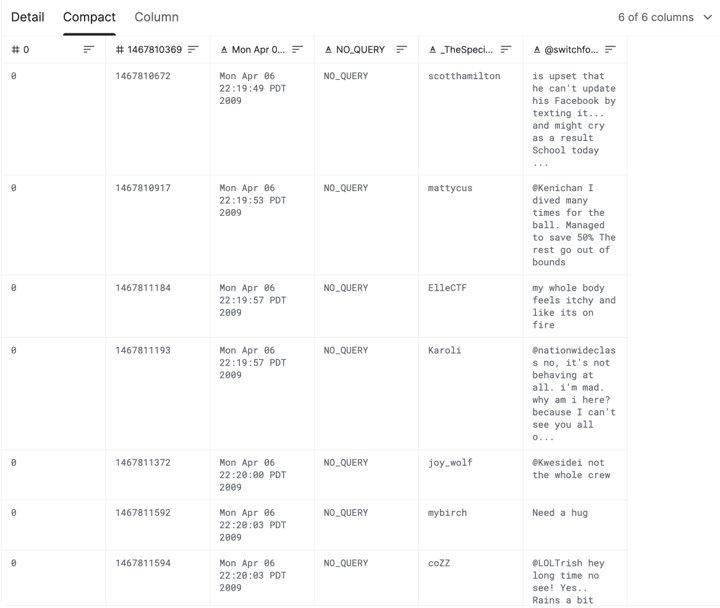 Detail Compact Column 6 of 6 columns
# 0 # 1467810369 A Mon Apr 0... A NO_QUERY A _TheSpeci... A @switchfo...
0 1467810672 Mon Apr 06 NO_QUERY scotthamilton is upset that
22:19:49 PDT he can't update
2009 his Facebook by
texting it...
and might cry
as a result
School today
...
0 1467810917 Mon Apr 06 NO_QUERY mattycus @Kenichan I
22:19:53 PDT dived many
2009 times for the
ball. Managed
to save 50% The
rest go out of
bounds
0 1467811184 Mon Apr 06 NO_QUERY ElleCTF my whole body
22:19:57 PDT feels itchy and
2009 like its on
fire
0 1467811193 Mon Apr 06 NO_QUERY Karoli @nationwideclas
22:19:57 PDT s no, it's not
2009 behaving at
all. i'm mad.
why am i here?
because I can't
see you all
o...
0 1467811372 Mon Apr 06 NO_QUERY joy_wolf @Kwesidei not
22:20:00 PDT the whole crew
2009
0 1467811592 Mon Apr 06 NO_QUERY mybirch Need a hug
22:20:03 PDT
2009
0 1467811594 Mon Apr 06 NO_QUERY coZZ @LOLTrish hey
22:20:03 PDT long time no
2009 see! Yes..
Rains a bit